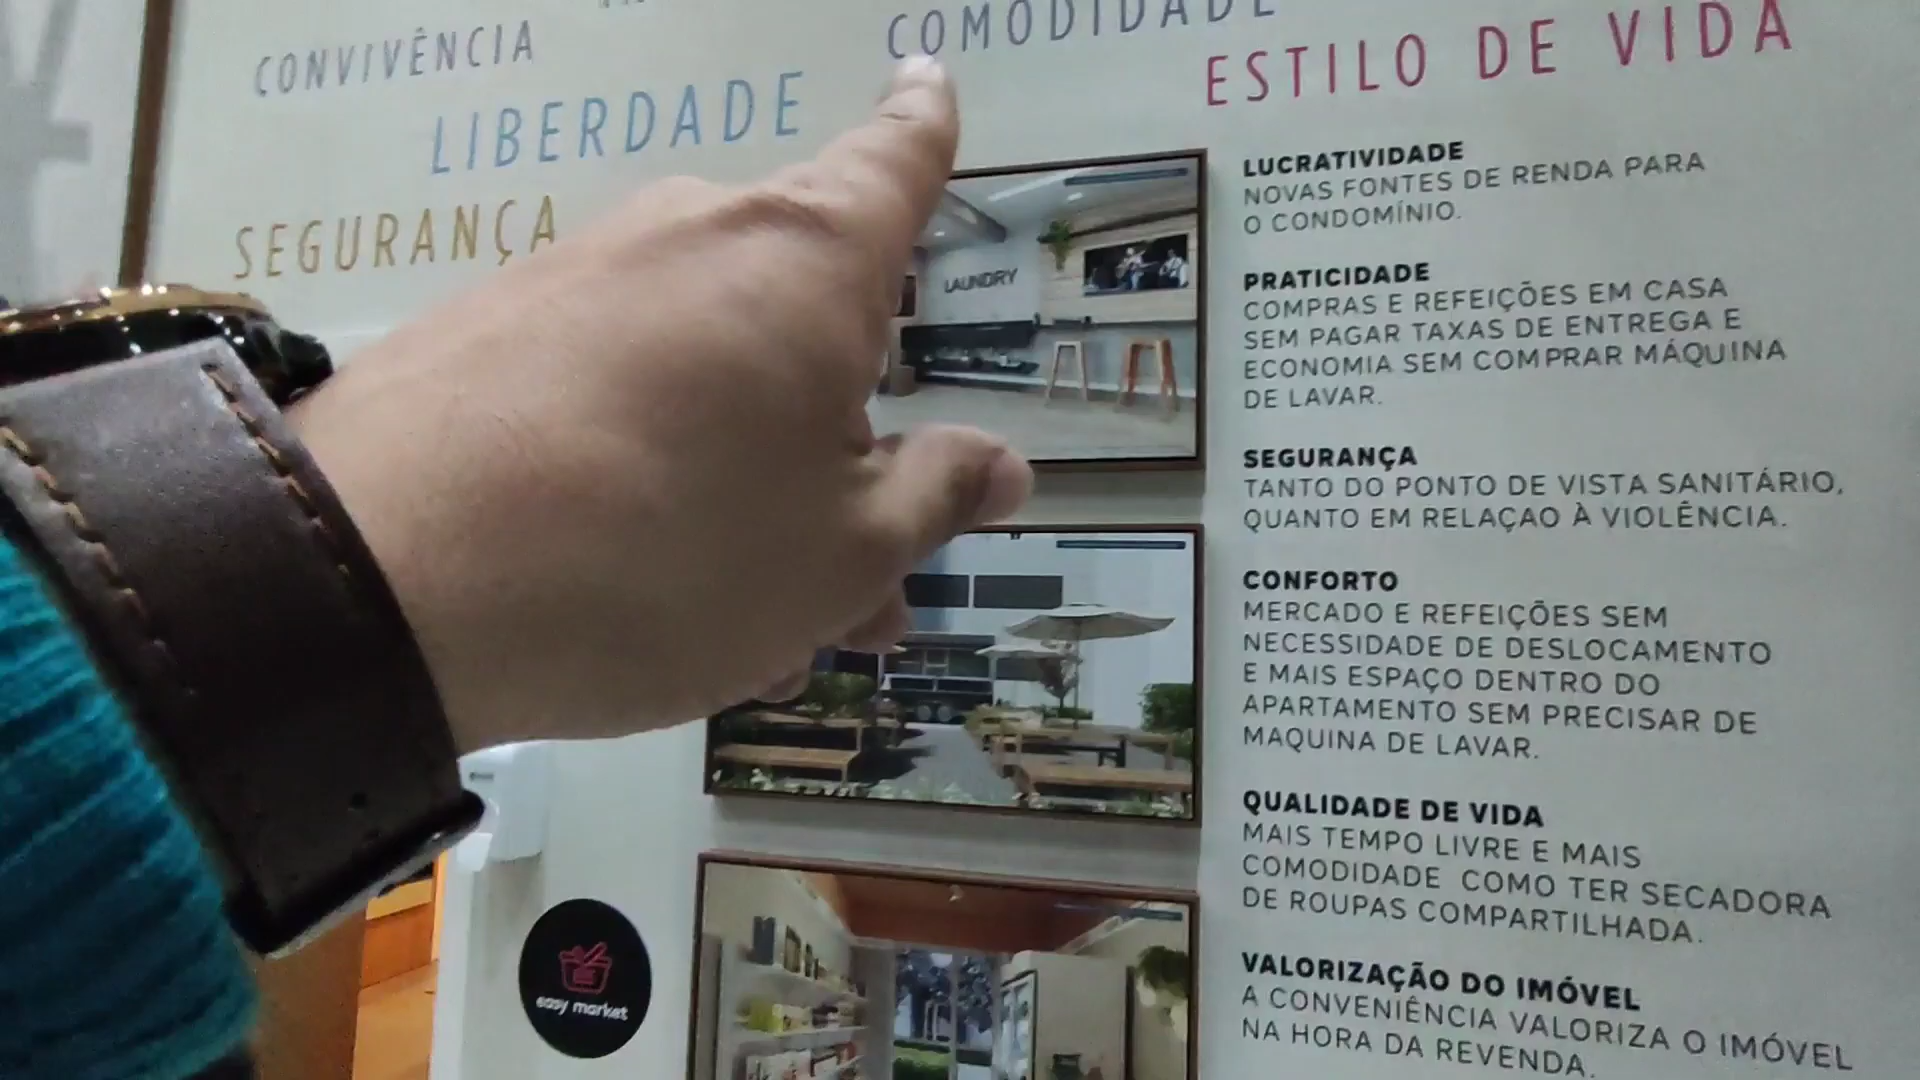 CONVIVÊNCIA
COMODIDADE
LIBERDADE
ESTILO DE VIDA
SEGURANÇA
LAUNDRY
LUCRATIVIDADE
NOVAS FONTES DE RENDA PARA
O CONDOMÍNIO.
PRATICIDADE
COMPRAS E REFEIÇÕES EM CASA
SEM PAGAR TAXAS DE ENTREGA E
ECONOMIA SEM COMPRAR MÁQUINA
DE LAVAR.
SEGURANÇA
TANTO DO PONTO DE VISTA SANITÁRIO,
QUANTO EM RELAÇAO À VIOLÊNCIA.
CONFORTO
MERCADO E REFEIÇÕES SEM
NECESSIDADE DE DESLOCAMENTO
E MAIS ESPAÇO DENTRO DO
APARTAMENTO SEM PRECISAR DE
MAQUINA DE LAVAR.
QUALIDADE DE VIDA
MAIS TEMPO LIVRE E MAIS
COMODIDADE COMO TER SECADORA
DE ROUPAS COMPARTILHADA.
VALORIZAÇÃO DO IMÓVEL
A CONVENIÊNCIA VALORIZA O IMÓVEL
NA HORA DA REVENDA.
easy market